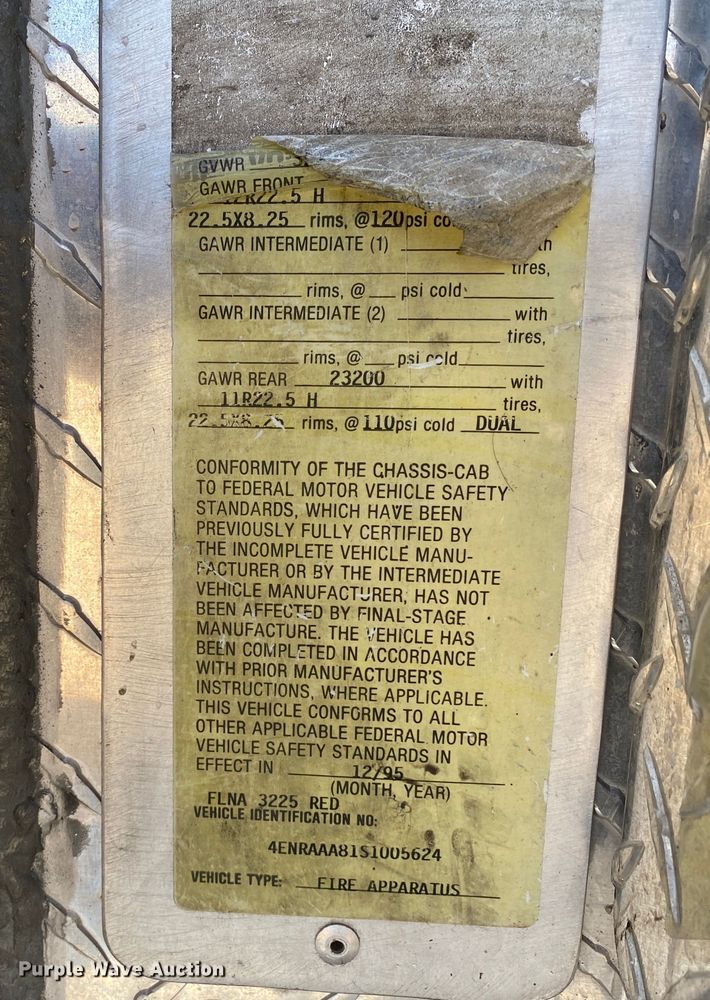 GVWR
GAWR FRONT
22.5 H
22.5X8.25 rims, @120psi co
GAWR INTERMEDIATE (1) th
tires,
rims, @ psi cold
GAWR INTERMEDIATE (2) with
tires,
rims, @ psi cold
GAWR REAR 23200 with
11R22.5 H tires,
22.5X8.25 rims, @110psi cold DUAL
CONFORMITY OF THE CHASSIS-CAB
TO FEDERAL MOTOR VEHICLE SAFETY
STANDARDS, WHICH HAVE BEEN
PREVIOUSLY FULLY CERTIFIED BY
THE INCOMPLETE VEHICLE MANU-
FACTURER OR BY THE INTERMEDIATE
VEHICLE MANUFACTURER, HAS NOT
BEEN AFFECTED BY FINAL-STAGE
MANUFACTURE. THE VEHICLE HAS
BEEN COMPLETED IN ACCORDANCE
WITH PRIOR MANUFACTURER'S
INSTRUCTIONS, WHERE APPLICABLE.
THIS VEHICLE CONFORMS TO ALL
OTHER APPLICABLE FEDERAL MOTOR
VEHICLE SAFETY STANDARDS IN
EFFECT IN 12/95
(MONTH, YEAR)
FLNA 3225 RED
VEHICLE IDENTIFICATION NO:
4ENRAAA81S1005624
VEHICLE TYPE: FIRE APPARATUS
Purple Wave Auction